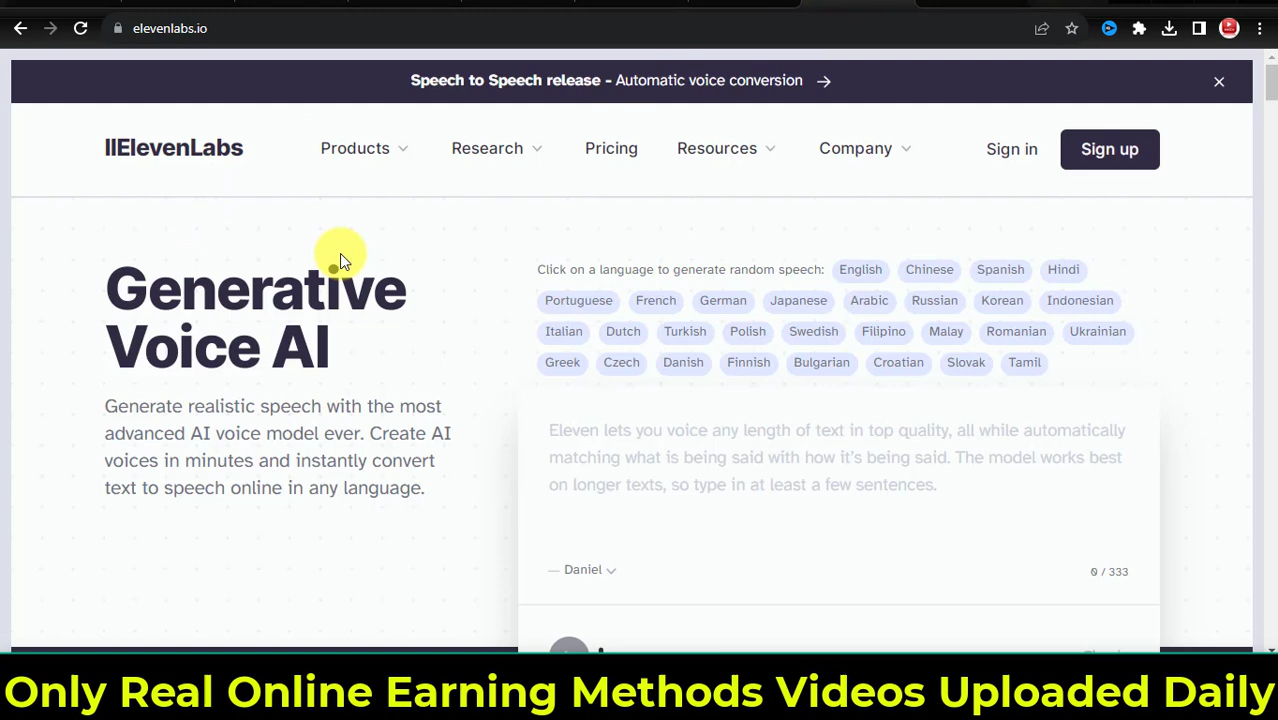 elevenlabs.io
Speech to Speech release - Automatic voice conversion →
IIElevenLabs
Products
Research
Pricing
Resources
Company
Sign in
Sign up
Generative
Voice AI
Generate realistic speech with the most
advanced AI voice model ever. Create AI
voices in minutes and instantly convert
text to speech online in any language.
Click on a language to generate random speech: English Chinese Spanish Hindi
Portuguese French German Japanese Arabic Russian Korean Indonesian
Italian Dutch Turkish Polish Swedish Filipino Malay Romanian Ukrainian
Greek Czech Danish Finnish Bulgarian Croatian Slovak Tamil
Eleven lets you voice any length of text in top quality, all while automatically
matching what is being said with how it's being said. The model works best
on longer texts, so type in at least a few sentences.
— Daniel
0 / 333
Only Real Online Earning Methods Videos Uploaded Daily